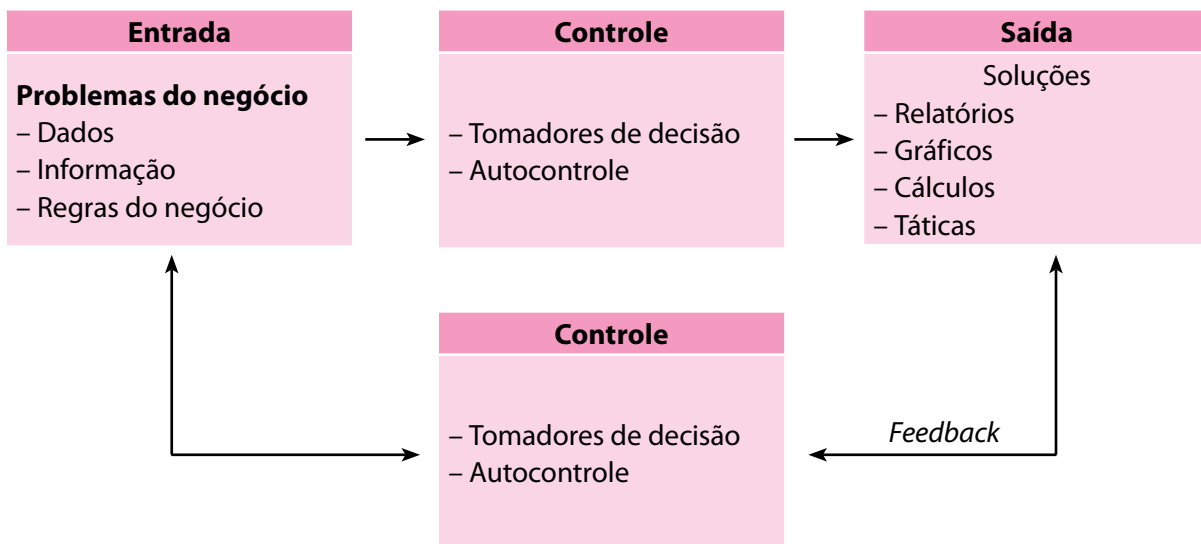 Entrada
Problemas do negócio
– Dados
– Informação
– Regras do negócio
Controle
– Tomadores de decisão
– Autocontrole
Saída
Soluções
– Relatórios
– Gráficos
– Cálculos
– Táticas
Controle
– Tomadores de decisão
– Autocontrole
Feedback